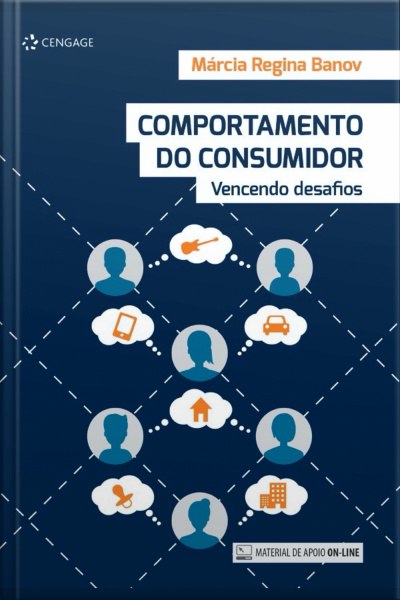 CENGAGE
Márcia Regina Banov
COMPORTAMENTO
DO CONSUMIDOR
Vencendo desafios
MATERIAL DE APOIO ON-LINE